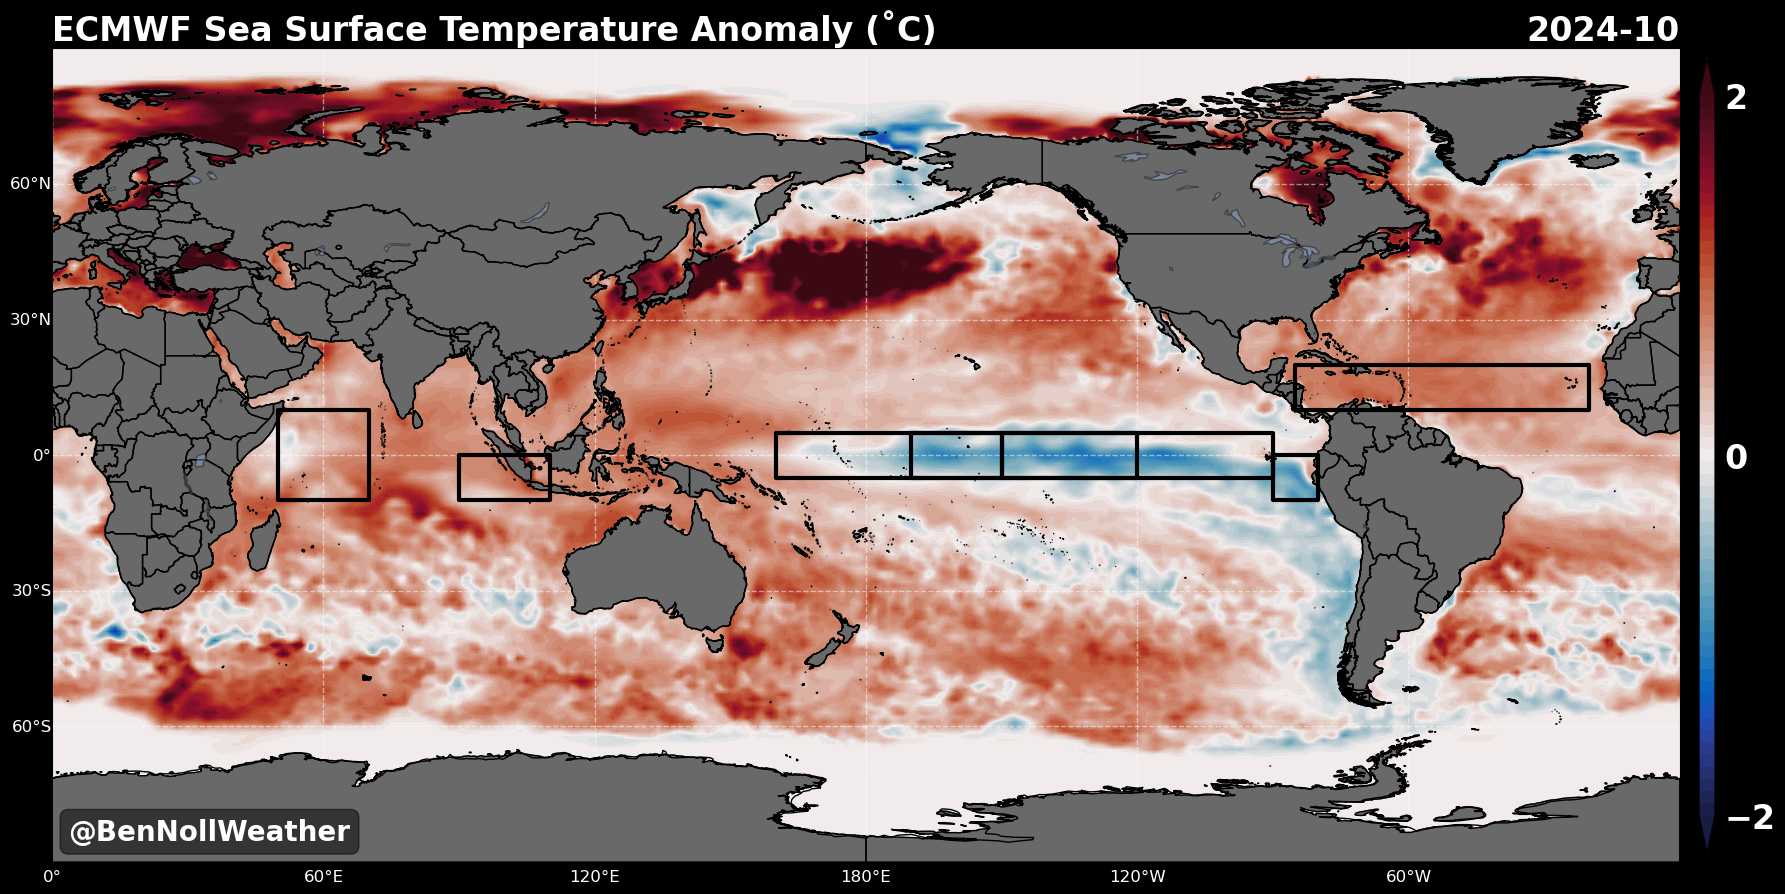 ECMWF Sea Surface Temperature Anomaly (˚C)
2024-10
2
0
−2
60°N
30°N
0°
30°S
60°S
@BenNollWeather
0°
60°E
120°E
180°E
120°W
60°W